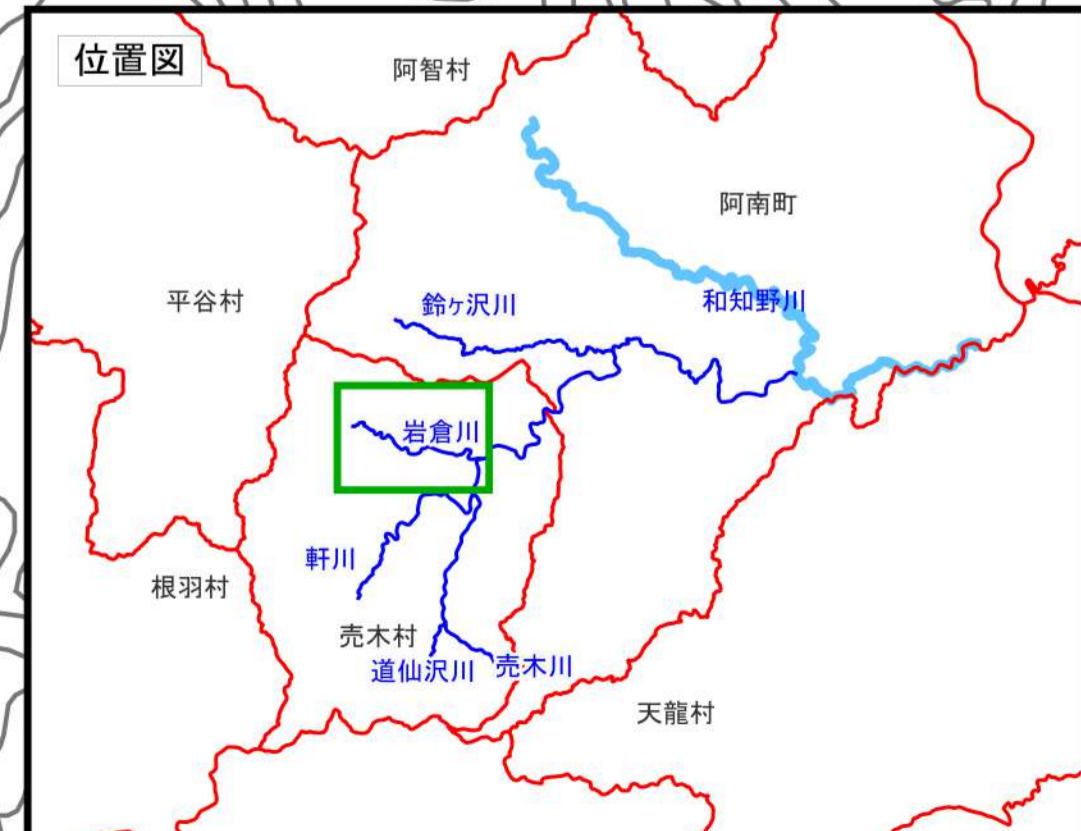 位置図
阿智村
阿南町
平谷村
鈴ヶ沢川
和知野川
岩倉川
軒川
根羽村
売木村
道仙沢川
売木川
天龍村